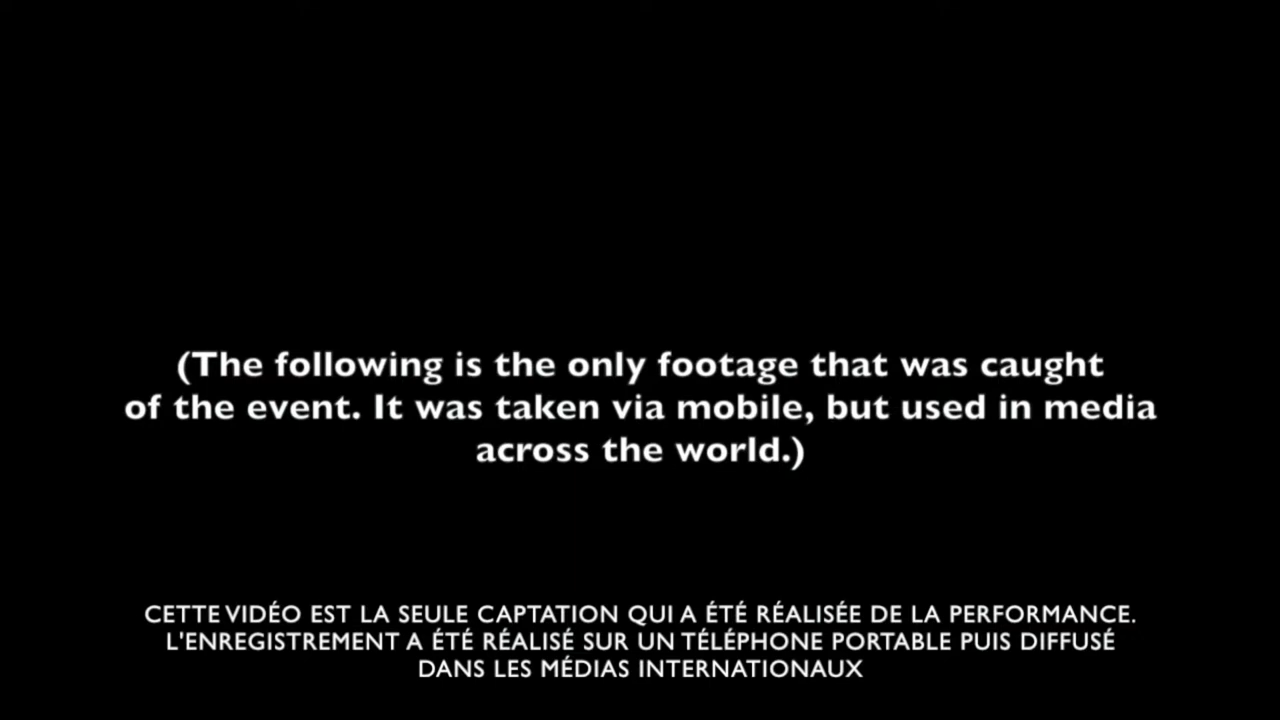 (The following is the only footage that was caught
of the event. It was taken via mobile, but used in media
across the world.)
CETTE VIDÉO EST LA SEULE CAPTATION QUI A ÉTÉ RÉALISÉE DE LA PERFORMANCE.
L'ENREGISTREMENT A ÉTÉ RÉALISÉ SUR UN TÉLÉPHONE PORTABLE PUIS DIFFUSÉ
DANS LES MÉDIAS INTERNATIONAUX